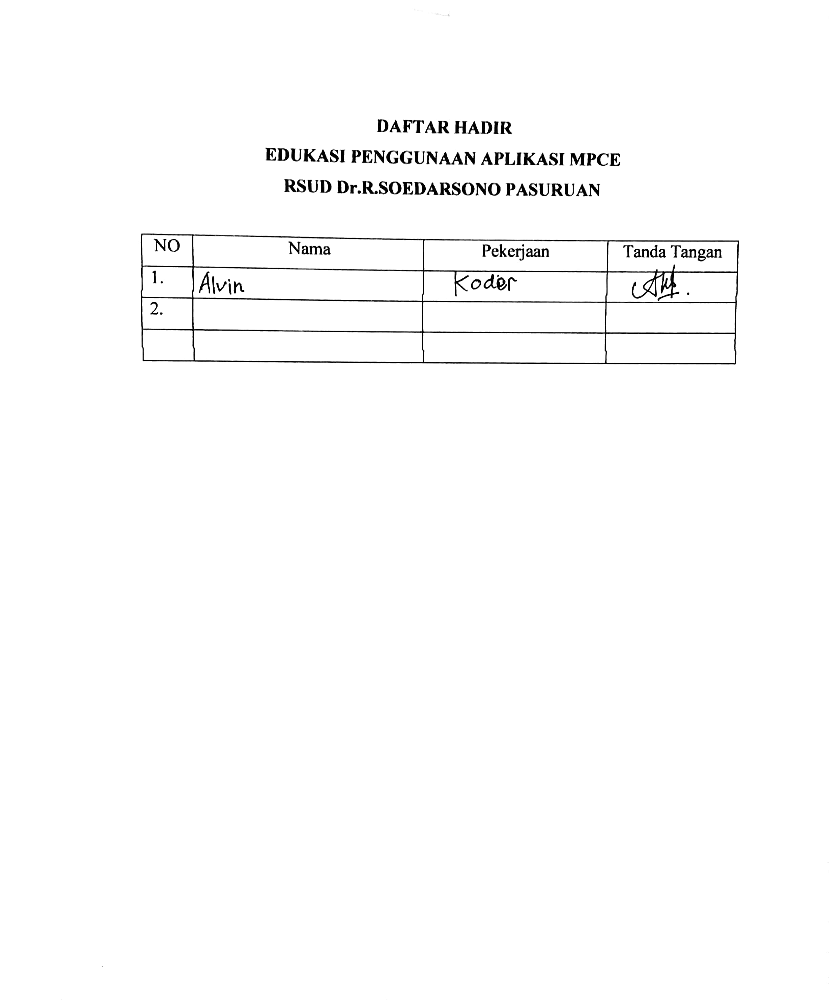 DAFTAR HADIR
EDUKASI PENGGUNAAN APLIKASI MPCE
RSUD Dr.R.SOEDARSONO PASURUAN
NO Nama Pekerjaan Tanda Tangan
1. Alvin Koder
2.